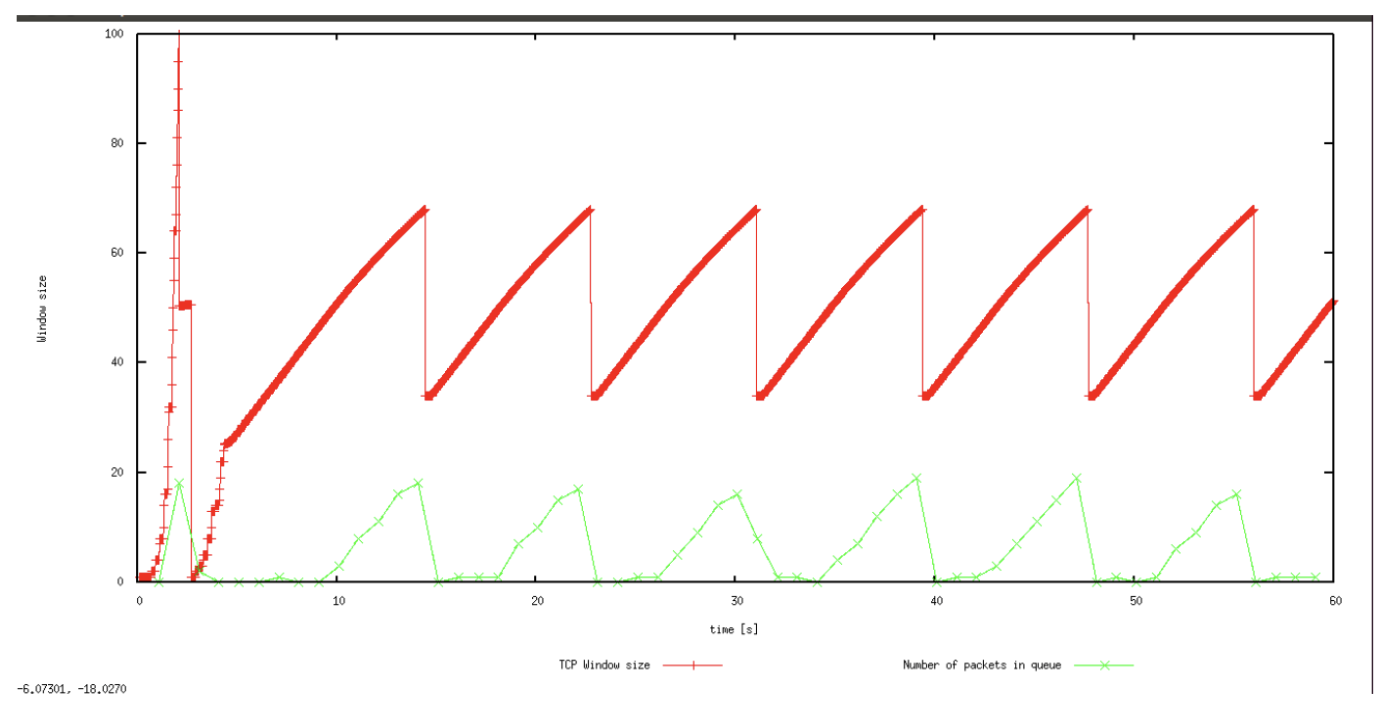 100
80
60
40
20
0
Window size
0 10 20 30 40 50 60
time [s]
TCP Window size
Number of packets in queue
-6.07301, -18.0270